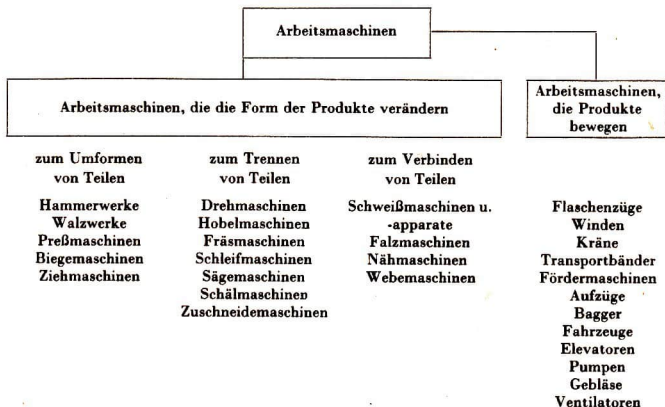 Arbeitsmaschinen
Arbeitsmaschinen, die die Form der Produkte verändern
Arbeitsmaschinen,
die Produkte
bewegen
zum Umformen
von Teilen
Hammerwerke
Walzwerke
Preßmaschinen
Biegemaschinen
Ziehmaschinen
zum Trennen
von Teilen
Drehmaschinen
Hobelmaschinen
Fräsmaschinen
Schleifmaschinen
Sägemaschinen
Schälmaschinen
Zuschneidemaschinen
zum Verbinden
von Teilen
Schweißmaschinen u.
-apparate
Falzmaschinen
Nähmaschinen
Webemaschinen
Flaschenzüge
Winden
Kräne
Transportbänder
Fördermaschinen
Aufzüge
Bagger
Fahrzeuge
Elevatoren
Pumpen
Gebläse
Ventilatoren